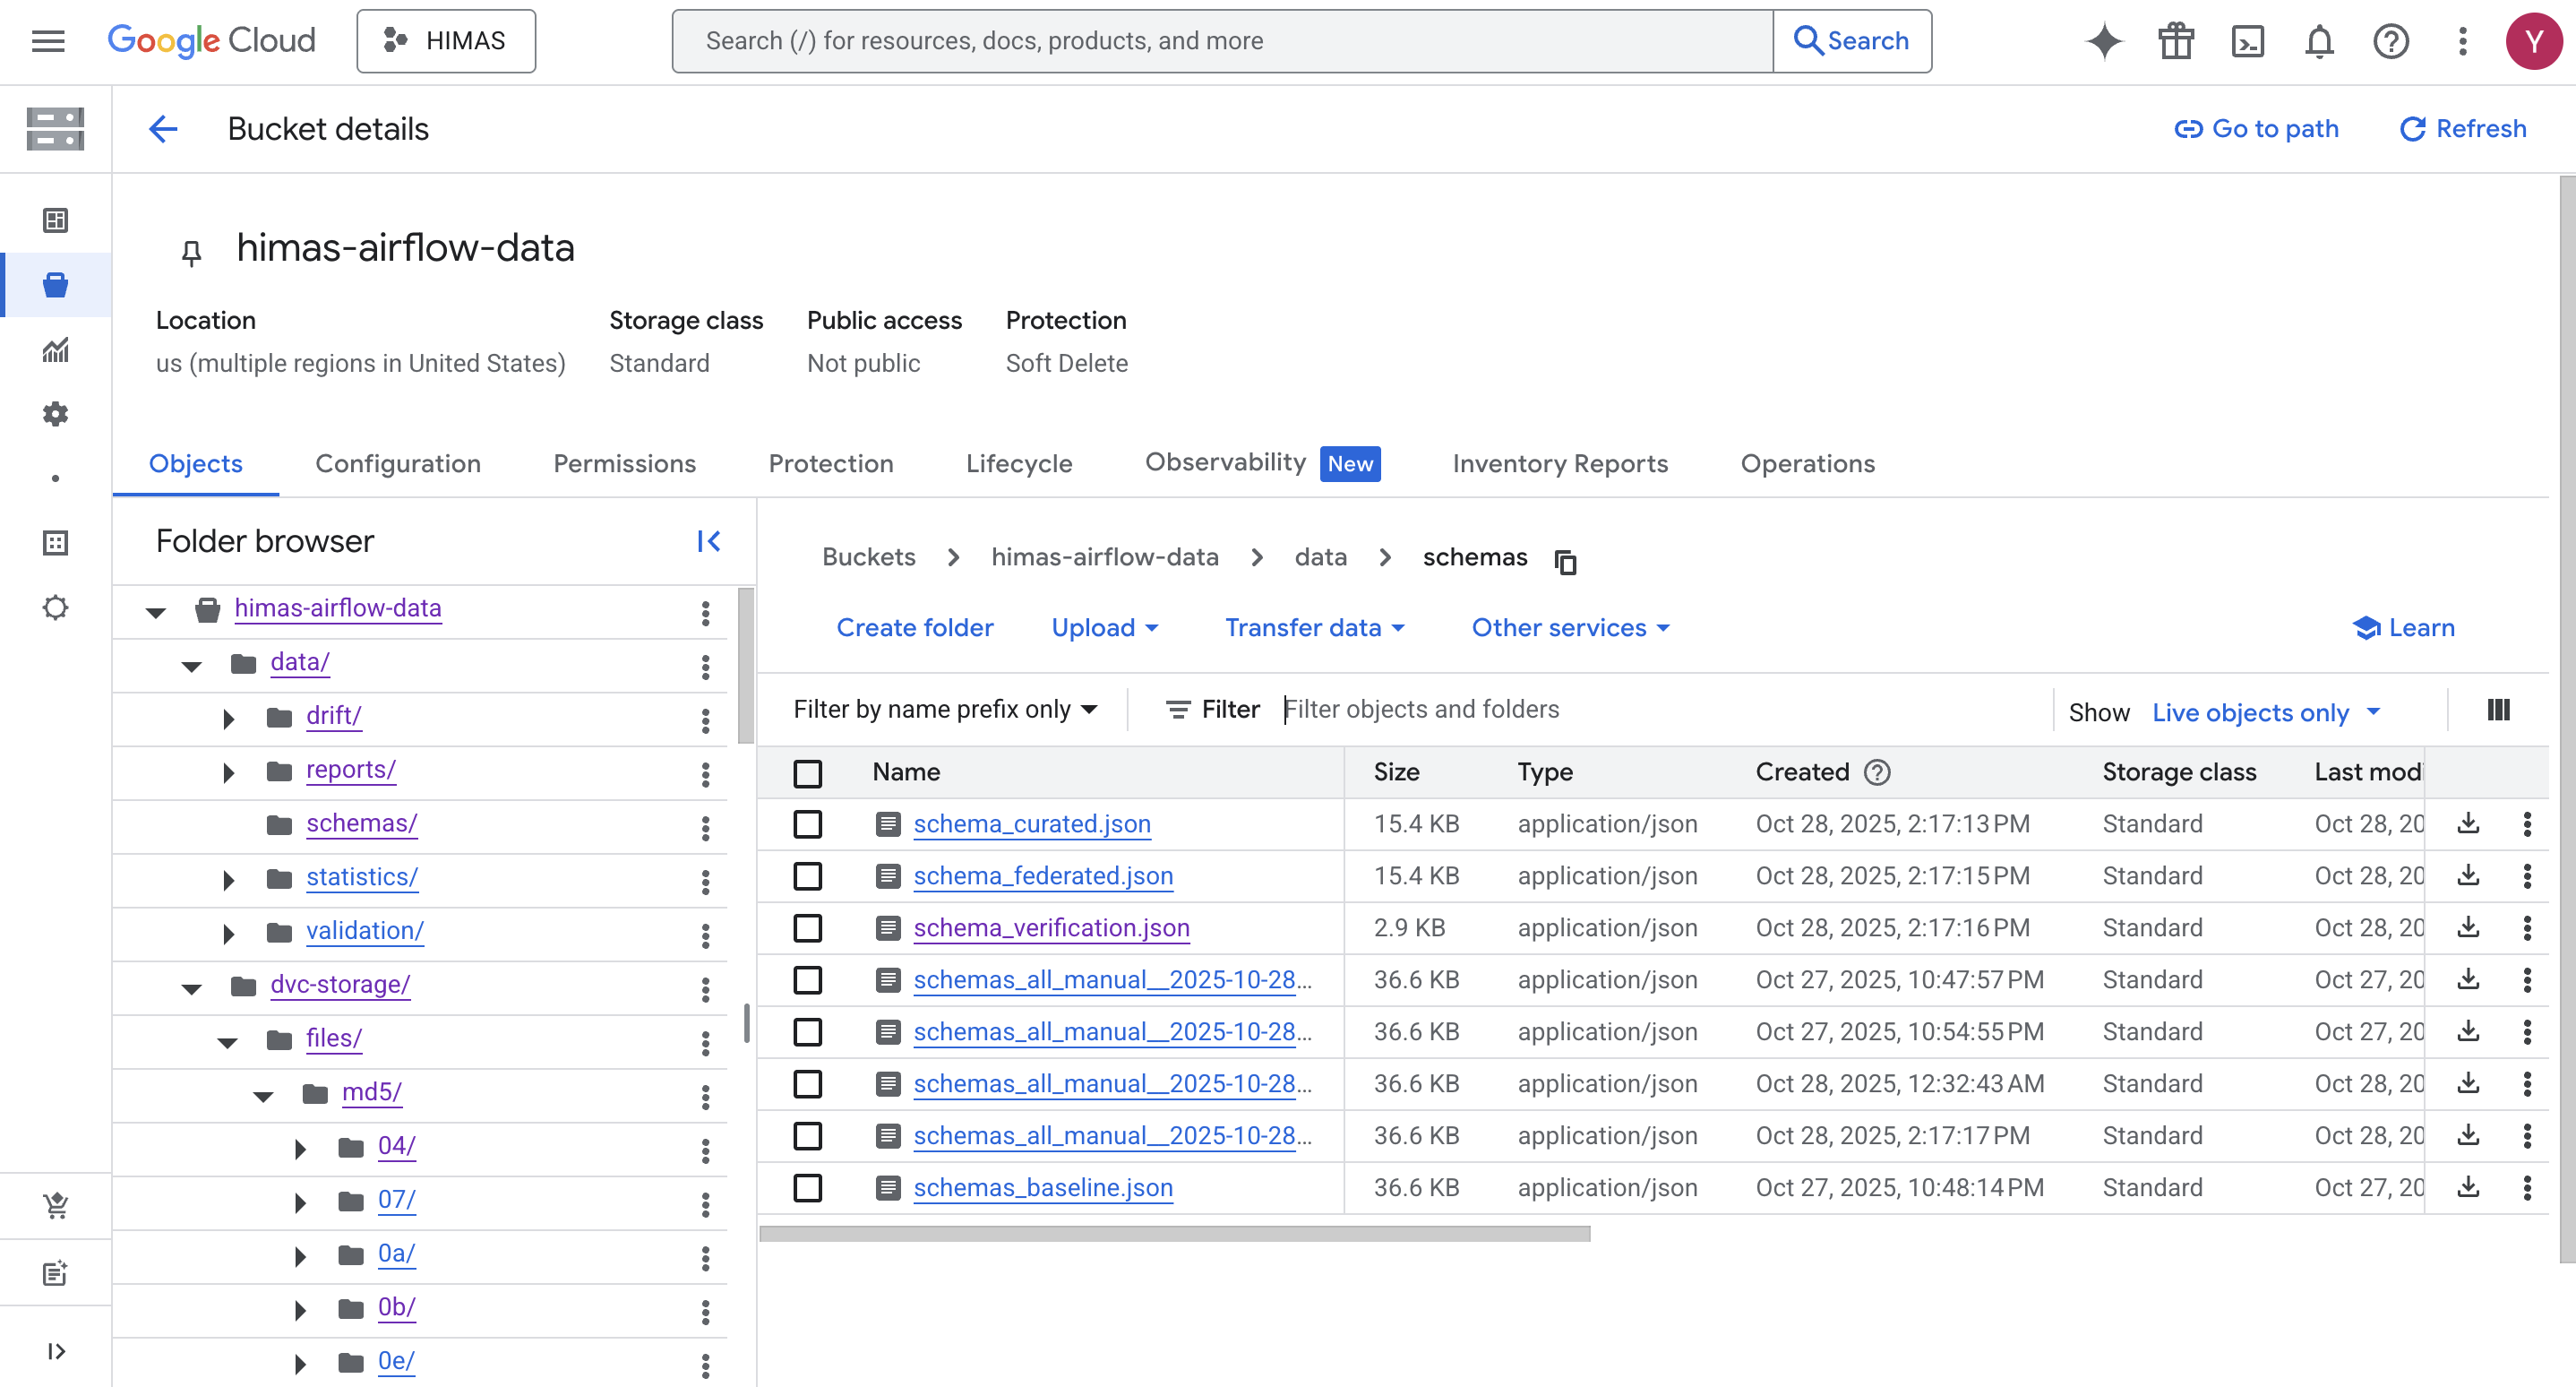 Google Cloud HIMAS Search (/) for resources, docs, products, and more Search Y
Bucket details Go to path Refresh
himas-airflow-data
Location Storage class Public access Protection
us (multiple regions in United States) Standard Not public Soft Delete
Objects Configuration Permissions Protection Lifecycle Observability New Inventory Reports Operations
Folder browser
himas-airflow-data
data/
drift/
reports/
schemas/
statistics/
validation/
dvc-storage/
files/
md5/
04/
07/
0a/
0b/
0e/
Buckets himas-airflow-data data schemas
Create folder Upload Transfer data Other services Learn
Filter by name prefix only Filter Filter objects and folders Show Live objects only
Name Size Type Created Storage class Last modi
schema_curated.json 15.4 KB application/json Oct 28, 2025, 2:17:13 PM Standard Oct 28, 20
schema_federated.json 15.4 KB application/json Oct 28, 2025, 2:17:15 PM Standard Oct 28, 20
schema_verification.json 2.9 KB application/json Oct 28, 2025, 2:17:16 PM Standard Oct 28, 20
schemas_all_manual__2025-10-28... 36.6 KB application/json Oct 27, 2025, 10:47:57 PM Standard Oct 27, 20
schemas_all_manual__2025-10-28... 36.6 KB application/json Oct 27, 2025, 10:54:55 PM Standard Oct 27, 20
schemas_all_manual__2025-10-28... 36.6 KB application/json Oct 28, 2025, 12:32:43 AM Standard Oct 28, 20
schemas_all_manual__2025-10-28... 36.6 KB application/json Oct 28, 2025, 2:17:17 PM Standard Oct 28, 20
schemas_baseline.json 36.6 KB application/json Oct 27, 2025, 10:48:14 PM Standard Oct 27, 20